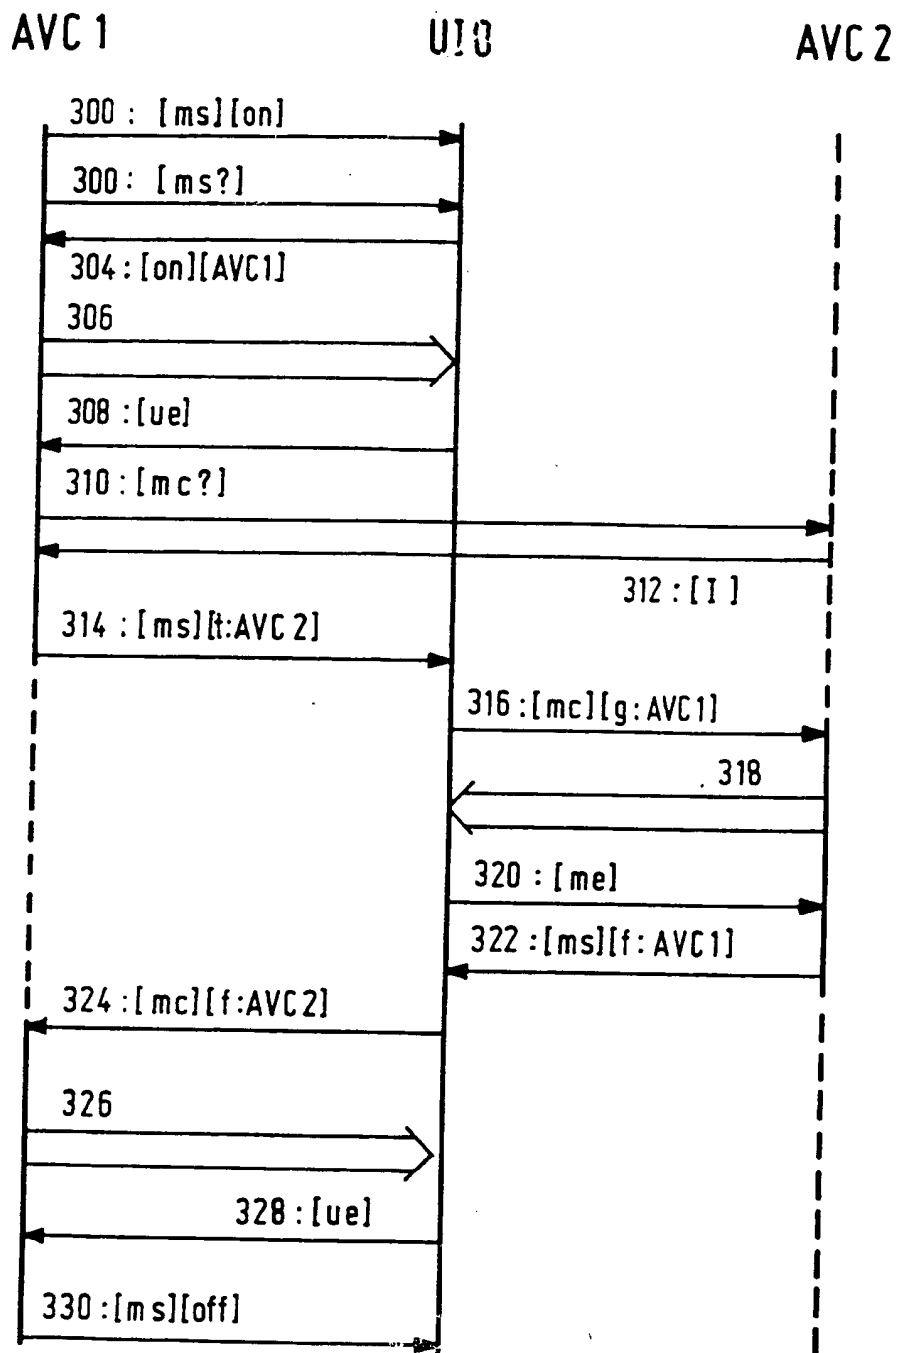 AVC 1 UIO AVC 2
300 : [ms][on]
300 : [ms?]
304 : [on][AVC1]
306
308 : [ue]
310 : [mc?]
312 : [I]
314 : [ms][t:AVC 2]
316 : [mc][g:AVC1]
318
320 : [me]
322 : [ms][f:AVC1]
324 : [mc][f:AVC2]
326
328 : [ue]
330 : [ms][off]